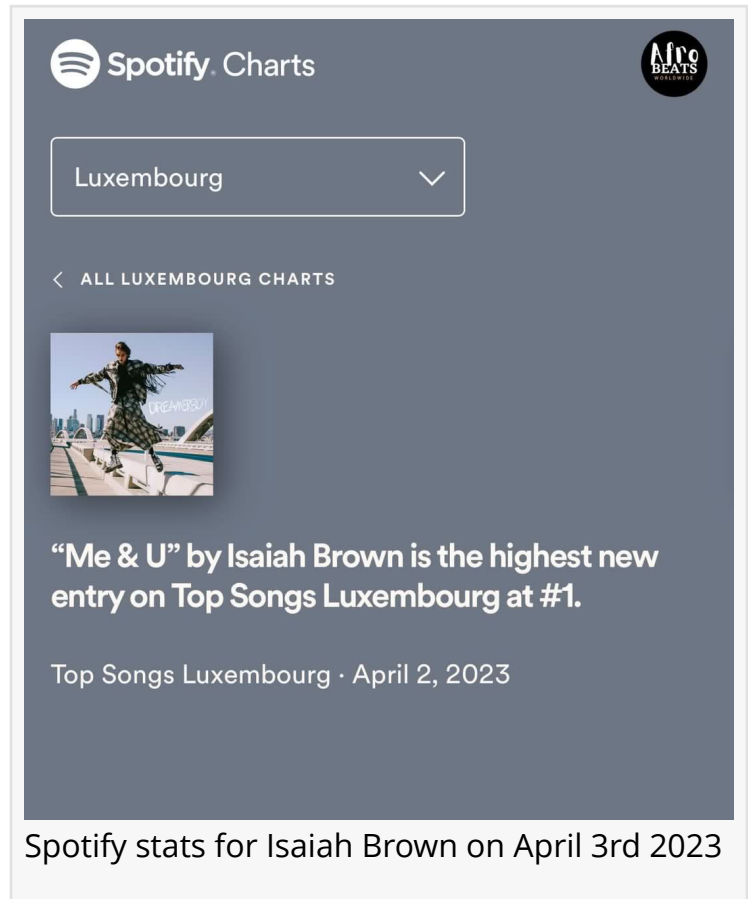 Spotify Charts
Afro
BEATS
WORLDWIDE
Luxembourg
ALL LUXEMBOURG CHARTS
DREAMERBOY
“Me & U” by Isaiah Brown is the highest new
entry on Top Songs Luxembourg at #1.
Top Songs Luxembourg · April 2, 2023
Spotify stats for Isaiah Brown on April 3rd 2023